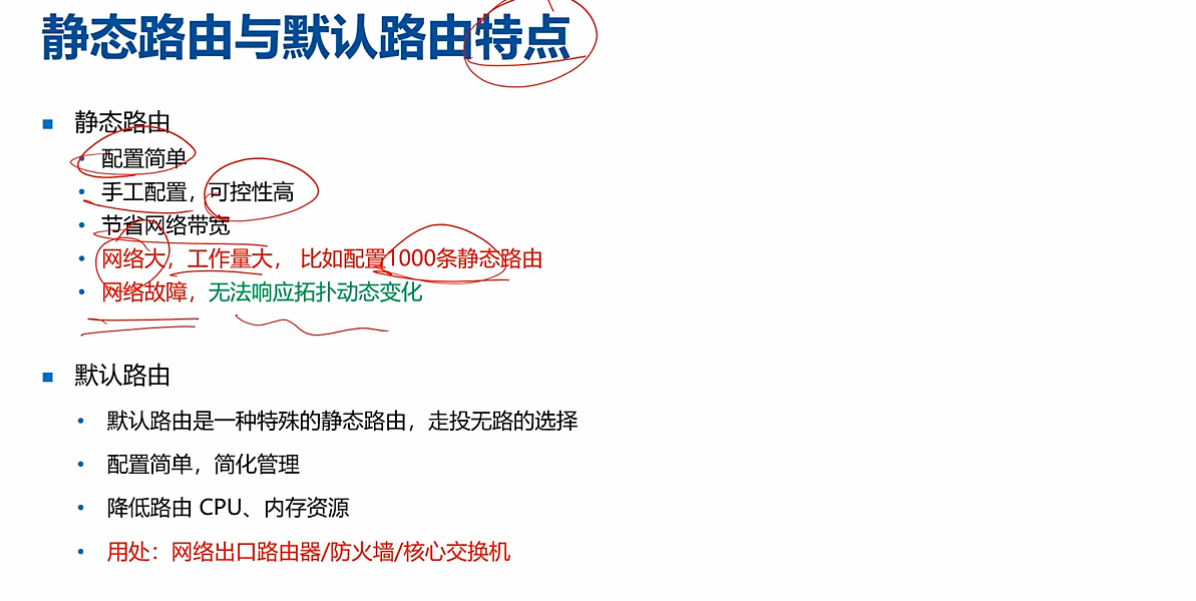 静态路由与默认路由特点
静态路由
配置简单
手工配置，可控性高
节省网络带宽
网络大，工作量大， 比如配置1000条静态路由
网络故障，无法响应拓扑动态变化
默认路由
默认路由是一种特殊的静态路由，走投无路的选择
配置简单，简化管理
降低路由 CPU、内存资源
用处：网络出口路由器/防火墙/核心交换机